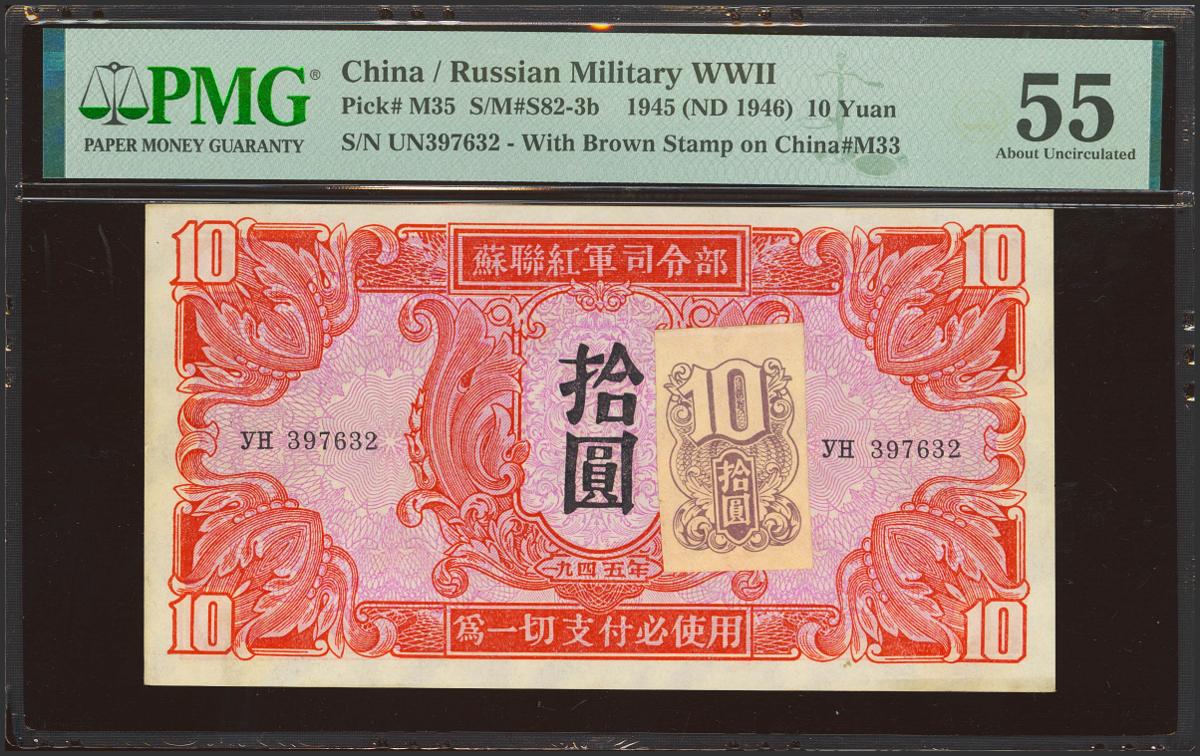 PMG®
PAPER MONEY GUARANTY
China / Russian Military WWII
Pick# M35 S/M#S82-3b 1945 (ND 1946) 10 Yuan
S/N UN397632 - With Brown Stamp on China#M33
55
About Uncirculated
10
蘇聯紅軍司令部
10
拾圓
10
拾圓
УН 397632
УН 397632
一九四五年
10
為一切支付必使用
10